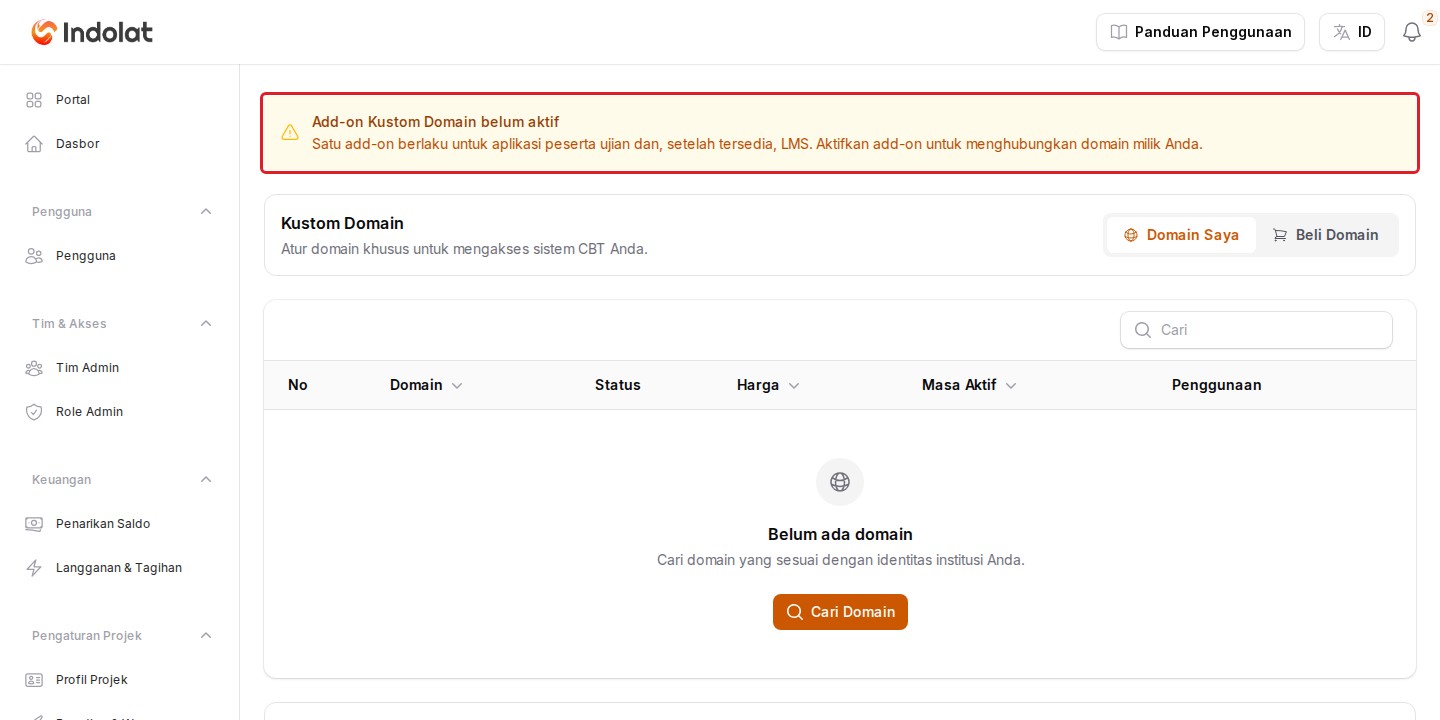 Indolat
Panduan Penggunaan
ID
2
Portal
Dasbor
Pengguna
Pengguna
Tim & Akses
Tim Admin
Role Admin
Keuangan
Penarikan Saldo
Langganan & Tagihan
Pengaturan Projek
Profil Projek
Add-on Kustom Domain belum aktif
Satu add-on berlaku untuk aplikasi peserta ujian dan, setelah tersedia, LMS. Aktifkan add-on untuk menghubungkan domain milik Anda.
Kustom Domain
Atur domain khusus untuk mengakses sistem CBT Anda.
Domain Saya
Beli Domain
Cari
No Domain Status Harga Masa Aktif Penggunaan
Belum ada domain
Cari domain yang sesuai dengan identitas institusi Anda.
Cari Domain